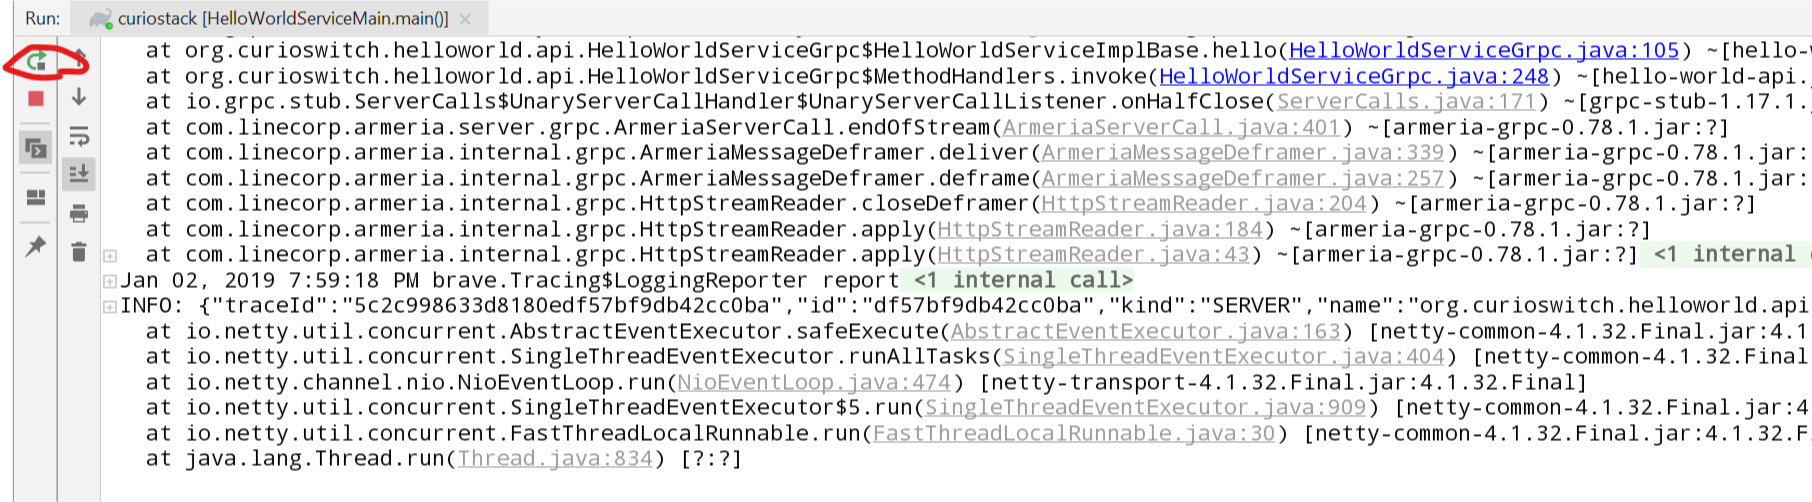 Run: curiostack [HelloWorldServiceMain.main()] ×
at org.curioswitch.helloworld.api.HelloWorldServiceGrpc$HelloWorldServiceImplBase.hello(HelloWorldServiceGrpc.java:105) ~[hello-
at org.curioswitch.helloworld.api.HelloWorldServiceGrpc$MethodHandlers.invoke(HelloWorldServiceGrpc.java:248) ~[hello-world-api.
at io.grpc.stub.ServerCalls$UnaryServerCallHandler$UnaryServerCallListener.onHalfClose(ServerCalls.java:171) ~[grpc-stub-1.17.1.
at com.linecorp.armeria.server.grpc.ArmeriaServerCall.endOfStream(ArmeriaServerCall.java:401) ~[armeria-grpc-0.78.1.jar:?]
at com.linecorp.armeria.internal.grpc.ArmeriaMessageDeframer.deliver(ArmeriaMessageDeframer.java:339) ~[armeria-grpc-0.78.1.jar:
at com.linecorp.armeria.internal.grpc.ArmeriaMessageDeframer.deframe(ArmeriaMessageDeframer.java:257) ~[armeria-grpc-0.78.1.jar:
at com.linecorp.armeria.internal.grpc.HttpStreamReader.closeDeframer(HttpStreamReader.java:204) ~[armeria-grpc-0.78.1.jar:?]
at com.linecorp.armeria.internal.grpc.HttpStreamReader.apply(HttpStreamReader.java:184) ~[armeria-grpc-0.78.1.jar:?]
at com.linecorp.armeria.internal.grpc.HttpStreamReader.apply(HttpStreamReader.java:43) ~[armeria-grpc-0.78.1.jar:?] <1 internal
Jan 02, 2019 7:59:18 PM brave.Tracing$LoggingReporter report <1 internal call>
INFO: {"traceId":"5c2c998633d8180edf57bf9db42cc0ba","id":"df57bf9db42cc0ba","kind":"SERVER","name":"org.curioswitch.helloworld.api
at io.netty.util.concurrent.AbstractEventExecutor.safeExecute(AbstractEventExecutor.java:163) [netty-common-4.1.32.Final.jar:4.1
at io.netty.util.concurrent.SingleThreadEventExecutor.runAllTasks(SingleThreadEventExecutor.java:404) [netty-common-4.1.32.Final
at io.netty.channel.nio.NioEventLoop.run(NioEventLoop.java:474) [netty-transport-4.1.32.Final.jar:4.1.32.Final]
at io.netty.util.concurrent.SingleThreadEventExecutor$5.run(SingleThreadEventExecutor.java:909) [netty-common-4.1.32.Final.jar:4
at io.netty.util.concurrent.FastThreadLocalRunnable.run(FastThreadLocalRunnable.java:30) [netty-common-4.1.32.Final.jar:4.1.32.F
at java.lang.Thread.run(Thread.java:834) [?:?]